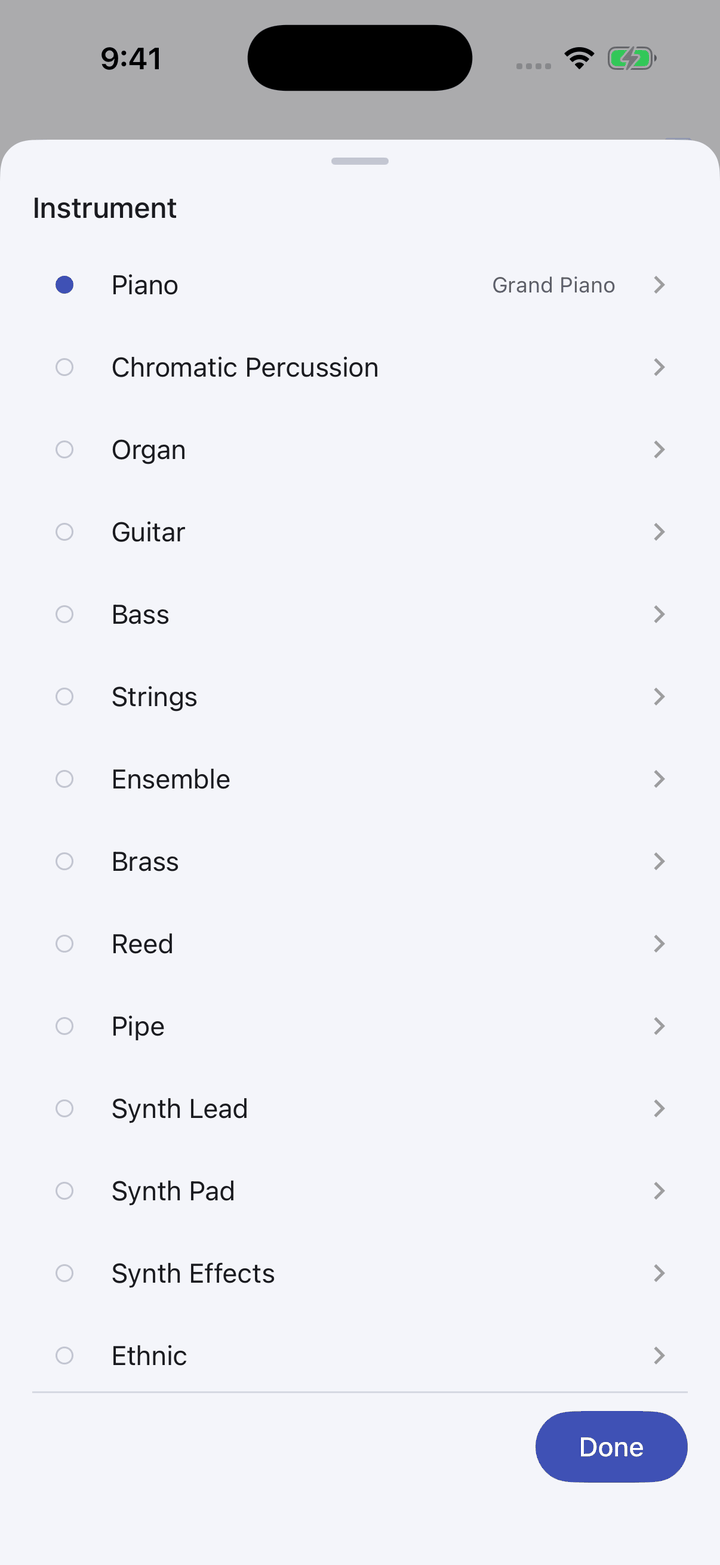 9:41
Instrument
Piano Grand Piano
Chromatic Percussion
Organ
Guitar
Bass
Strings
Ensemble
Brass
Reed
Pipe
Synth Lead
Synth Pad
Synth Effects
Ethnic
Done